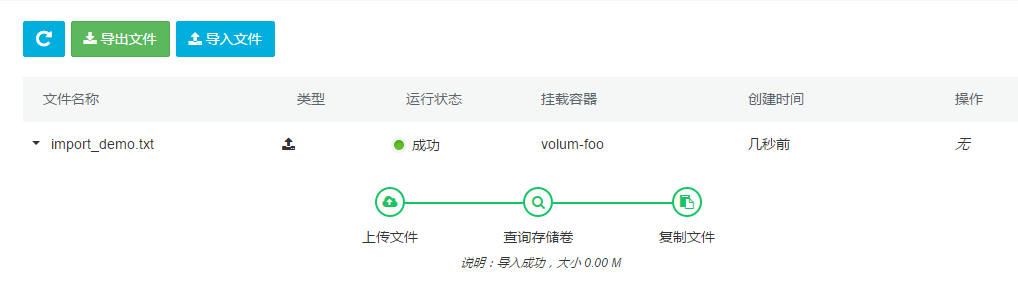 导出文件 导入文件
文件名称 类型 运行状态 挂载容器 创建时间 操作
import_demo.txt 成功 volum-foo 几秒前 无
上传文件 查询存储卷 复制文件
说明：导入成功，大小 0.00 M